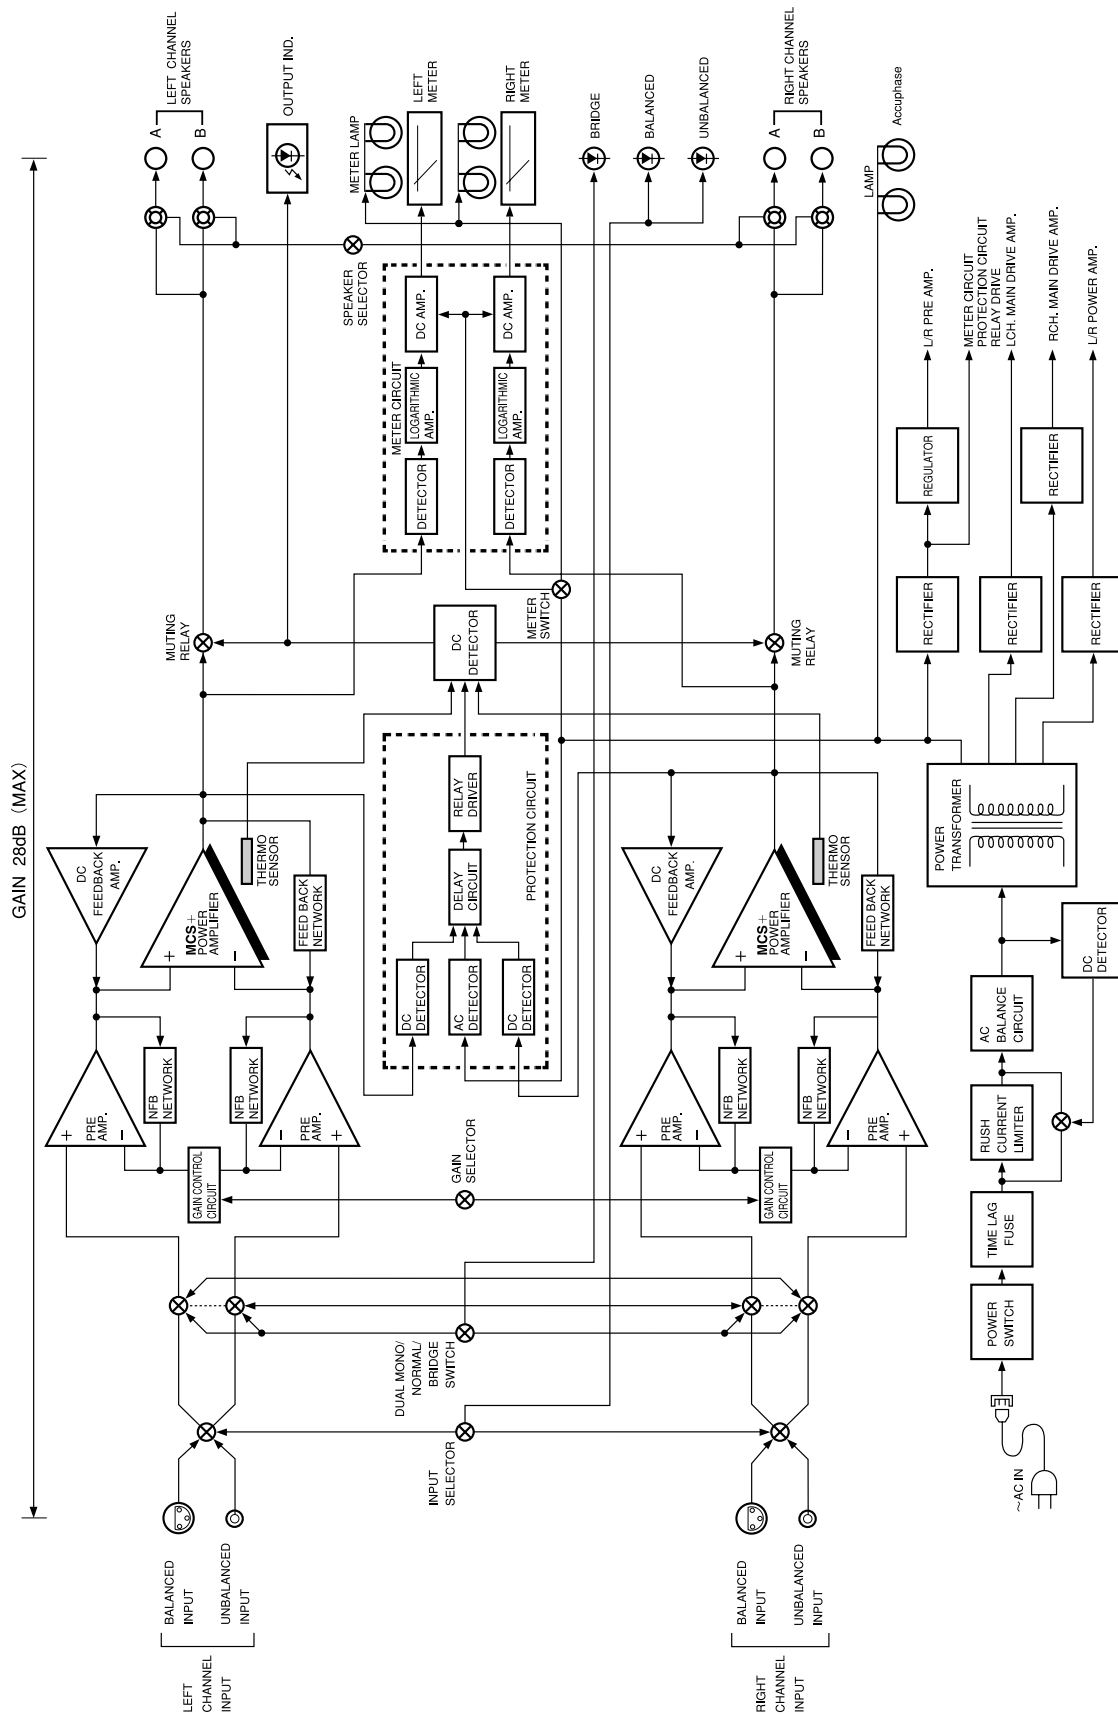 GAIN 28dB (MAX)
LEFT
CHANNEL
INPUT
BALANCED
INPUT
UNBALANCED
INPUT
PRE
AMP.
+
−
NFB
NETWORK
NFB
NETWORK
PRE
AMP.
−
+
GAIN CONTROL
CIRCUIT
DC
FEEDBACK
AMP.
MCS+
POWER
AMPLIFIER
+
−
THERMO
SENSOR
FEED BACK
NETWORK
MUTING
RELAY
LEFT CHANNEL
SPEAKERS
A
B
OUTPUT IND.
INPUT
SELECTOR
DUAL MONO/
NORMAL/
BRIDGE
SWITCH
GAIN
SELECTOR
DC
DETECTOR
AC
DETECTOR
DC
DETECTOR
DELAY
CIRCUIT
RELAY
DRIVER
PROTECTION CIRCUIT
DC
DETECTOR
METER
SWITCH
METER CIRCUIT
DETECTOR
LOGARITHMIC
AMP.
DC AMP.
DETECTOR
LOGARITHMIC
AMP.
DC AMP.
SPEAKER
SELECTOR
METER LAMP
LEFT
METER
RIGHT
METER
BRIDGE
BALANCED
UNBALANCED
RIGHT
CHANNEL
INPUT
BALANCED
INPUT
UNBALANCED
INPUT
PRE
AMP.
+
−
NFB
NETWORK
NFB
NETWORK
PRE
AMP.
−
+
GAIN CONTROL
CIRCUIT
DC
FEEDBACK
AMP.
MCS+
POWER
AMPLIFIER
+
−
THERMO
SENSOR
FEED BACK
NETWORK
MUTING
RELAY
RIGHT CHANNEL
SPEAKERS
A
B
LAMP
Accuphase
~AC IN
POWER
SWITCH
TIME LAG
FUSE
RUSH
CURRENT
LIMITER
AC
BALANCE
CIRCUIT
DC
DETECTOR
POWER
TRANSFORMER
RECTIFIER
REGULATOR
L/R PRE AMP.
METER CIRCUIT
PROTECTION CIRCUIT
RELAY DRIVE
RECTIFIER
LCH. MAIN DRIVE AMP.
RECTIFIER
RCH. MAIN DRIVE AMP.
RECTIFIER
L/R POWER AMP.